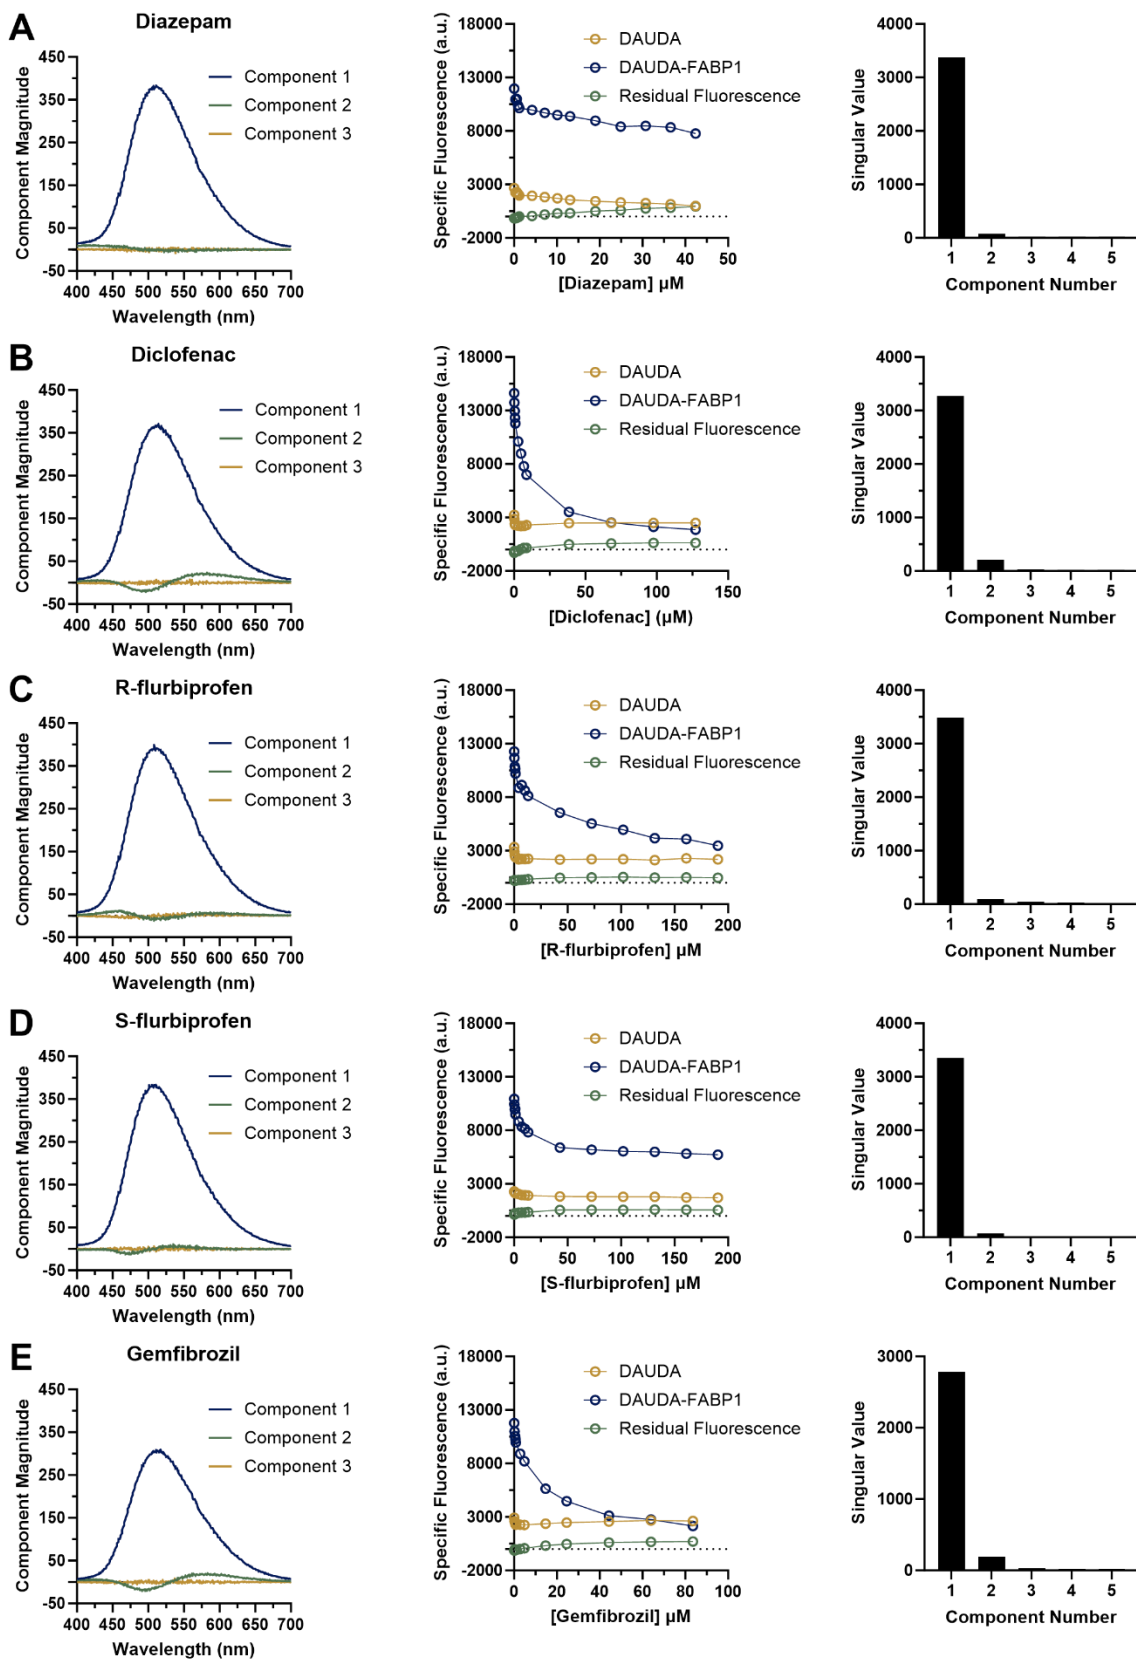 A
Diazepam
Component Magnitude
450
350
250
150
50
-50
400 450 500 550 600 650 700
Wavelength (nm)
Component 1
Component 2
Component 3
Specific Fluorescence (a.u.)
18000
13000
8000
3000
-2000
0 10 20 30 40 50
[Diazepam] µM
DAUDA
DAUDA-FABP1
Residual Fluorescence
Singular Value
4000
3000
2000
1000
0
1 2 3 4 5
Component Number
B
Diclofenac
Component Magnitude
450
350
250
150
50
-50
400 450 500 550 600 650 700
Wavelength (nm)
Component 1
Component 2
Component 3
Specific Fluorescence (a.u.)
18000
13000
8000
3000
-2000
0 50 100 150
[Diclofenac] (µM)
DAUDA
DAUDA-FABP1
Residual Fluorescence
Singular Value
4000
3000
2000
1000
0
1 2 3 4 5
Component Number
C
R-flurbiprofen
Component Magnitude
450
350
250
150
50
-50
400 450 500 550 600 650 700
Wavelength (nm)
Component 1
Component 2
Component 3
Specific Fluorescence (a.u.)
18000
13000
8000
3000
-2000
0 50 100 150 200
[R-flurbiprofen] µM
DAUDA
DAUDA-FABP1
Residual Fluorescence
Singular Value
4000
3000
2000
1000
0
1 2 3 4 5
Component Number
D
S-flurbiprofen
Component Magnitude
450
350
250
150
50
-50
400 450 500 550 600 650 700
Wavelength (nm)
Component 1
Component 2
Component 3
Specific Fluorescence (a.u.)
18000
13000
8000
3000
-2000
0 50 100 150 200
[S-flurbiprofen] µM
DAUDA
DAUDA-FABP1
Residual Fluorescence
Singular Value
4000
3000
2000
1000
0
1 2 3 4 5
Component Number
E
Gemfibrozil
Component Magnitude
450
350
250
150
50
-50
400 450 500 550 600 650 700
Wavelength (nm)
Component 1
Component 2
Component 3
Specific Fluorescence (a.u.)
18000
13000
8000
3000
-2000
0 20 40 60 80 100
[Gemfibrozil] µM
DAUDA
DAUDA-FABP1
Residual Fluorescence
Singular Value
3000
2000
1000
0
1 2 3 4 5
Component Number